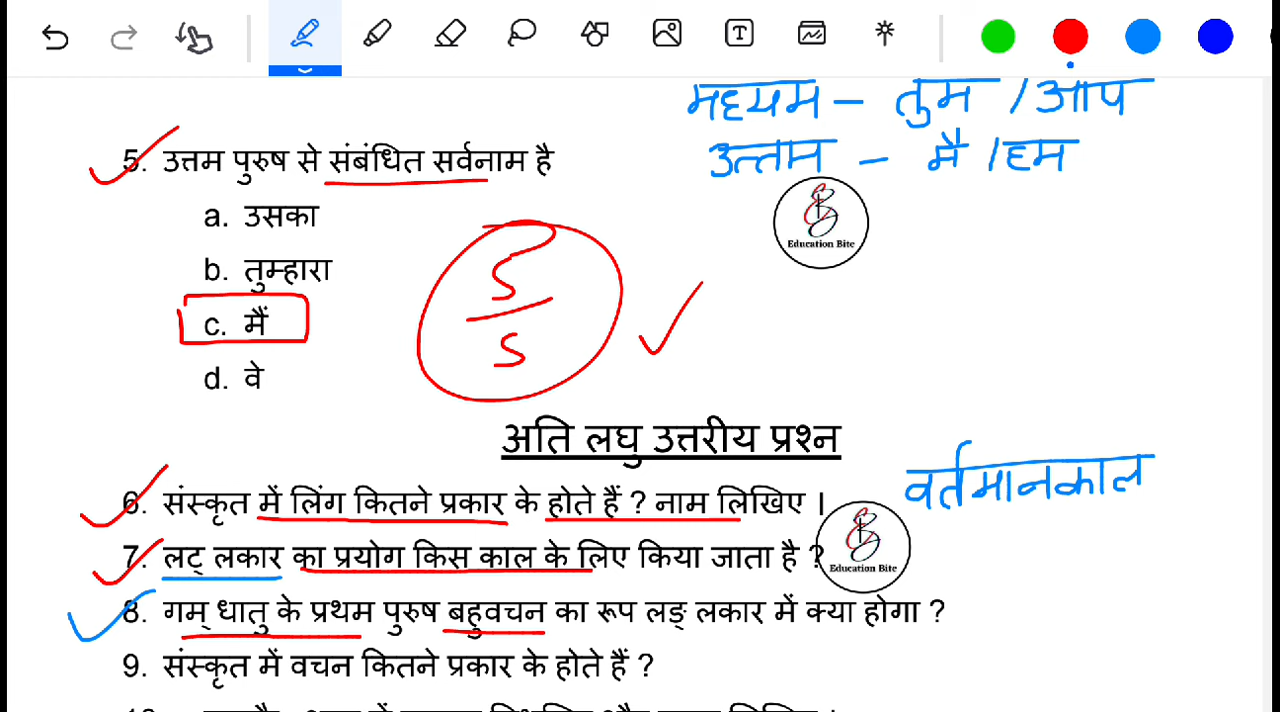 मध्यम – तुम / आप
उत्तम – मै / हम
5. उत्तम पुरुष से संबंधित सर्वनाम है
a. उसका
b. तुम्हारा
c. मैं
d. वे
5/5
Education Bite
अति लघु उत्तरीय प्रश्न
वर्तमानकाल
6. संस्कृत में लिंग कितने प्रकार के होते हैं ? नाम लिखिए ।
7. लट् लकार का प्रयोग किस काल के लिए किया जाता है ?
Education Bite
8. गम् धातु के प्रथम पुरुष बहुवचन का रूप लङ् लकार में क्या होगा ?
9. संस्कृत में वचन कितने प्रकार के होते हैं ?